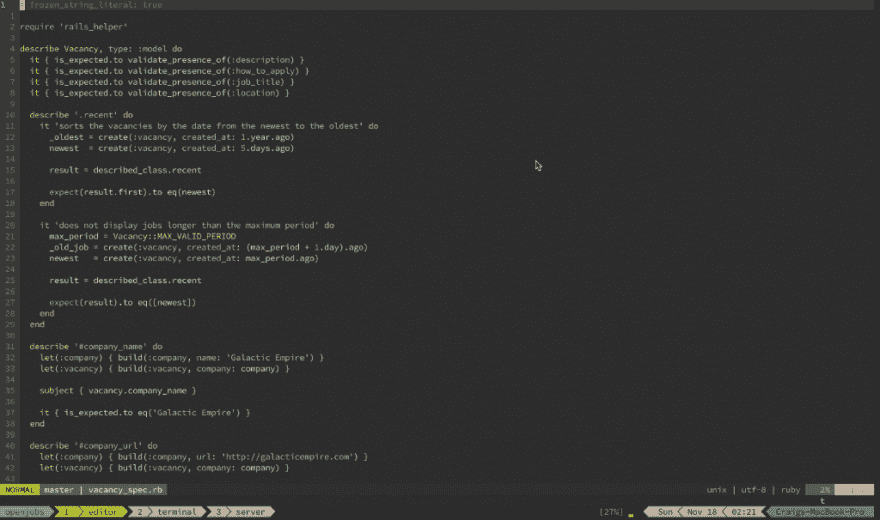 1 # frozen_string_literal: true
1
2 require 'rails_helper'
3
4 describe Vacancy, type: :model do
5   it { is_expected.to validate_presence_of(:description) }
6   it { is_expected.to validate_presence_of(:how_to_apply) }
7   it { is_expected.to validate_presence_of(:job_title) }
8   it { is_expected.to validate_presence_of(:location) }
9
10   describe '.recent' do
11     it 'sorts the vacancies by the date from the newest to the oldest' do
12       _oldest = create(:vacancy, created_at: 1.year.ago)
13       newest  = create(:vacancy, created_at: 5.days.ago)
14
15       result = described_class.recent
16
17       expect(result.first).to eq(newest)
18     end
19
20     it 'does not display jobs longer than the maximum period' do
21       max_period = Vacancy::MAX_VALID_PERIOD
22       _old_job = create(:vacancy, created_at: (max_period + 1.day).ago)
23       newest   = create(:vacancy, created_at: max_period.ago)
24
25       result = described_class.recent
26
27       expect(result).to eq([newest])
28     end
29   end
30
31   describe '#company_name' do
32     let(:company) { build(:company, name: 'Galactic Empire') }
33     let(:vacancy) { build(:vacancy, company: company) }
34
35     subject { vacancy.company_name }
36
37     it { is_expected.to eq('Galactic Empire') }
38   end
39
40   describe '#company_url' do
41     let(:company) { build(:company, url: 'http://galacticempire.com') }
42     let(:vacancy) { build(:vacancy, company: company) }
43
NORMAL master | vacancy_spec.rb unix | utf-8 | ruby 2%
t
openjobs 1 editor 2 terminal 3 server [27%] Sun Nov 18 02:21 Craigy-MacBook-Pro